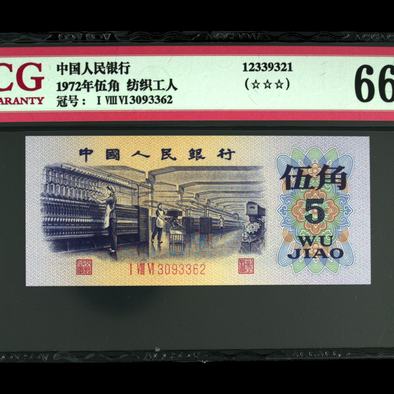 CG
ARANTY
中国人民银行
1972年伍角 纺织工人
冠号: I VIII VI 3093362
12339321
(☆☆☆)
66
中國人民銀行
伍角
5
WU
JIAO
I VIII VI 3093362